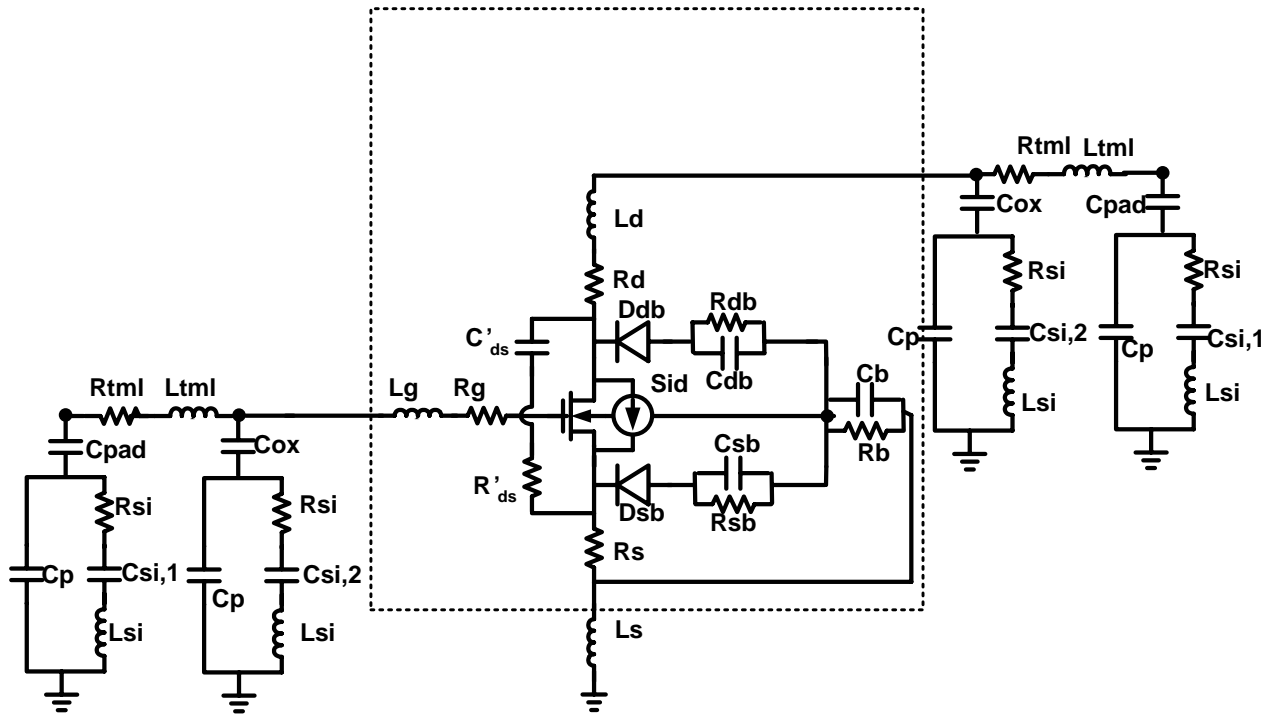 Rtml
Ltml
Cox
Cpad
Ld
Rsi
Rsi
Rd
Ddb
Rdb
C'ds
Cp
Csi,2
Cp
Csi,1
Cdb
Rtml
Ltml
Lg
Rg
Sid
Cb
Lsi
Lsi
Cpad
Cox
Csb
Rb
Rsi
Rsi
R'ds
Dsb
Rsb
Rs
Cp
Csi,1
Cp
Csi,2
Lsi
Lsi
Ls